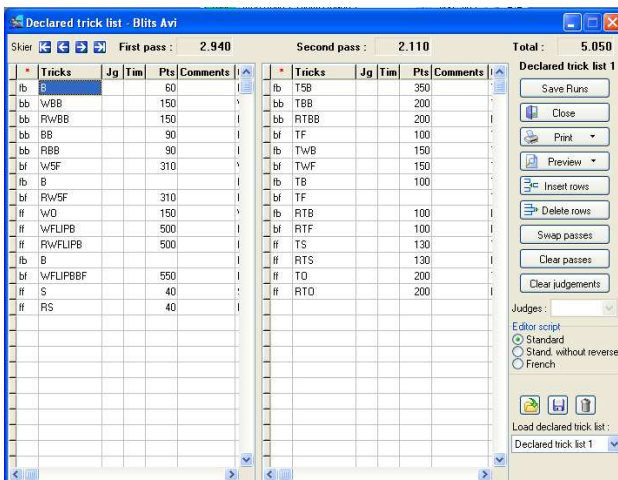 Declared trick list - Blits Avi
Skier First pass : 2.940 Second pass : 2.110 Total : 5.050
Declared trick list 1
* Tricks Jg Tim Pts Comments
fb B 60
bb WBB 150
bb RWBB 150
bb BB 90
bb RBB 90
bf W5F 310
fb B
bf RW5F 310
ff WO 150
ff WFLIPB 500
ff RWFLIPB 500
fb B
bf WFLIPBBF 550
ff S 40
ff RS 40
* Tricks Jg Tim Pts Comments
fb T5B 350
bb TBB 200
bb RTBB 200
bf TF 100
fb TWB 150
bf TWF 150
fb TB 100
bf TF
fb RTB 100
bf RTF 100
ff TS 130
ff RTS 130
ff TO 200
ff RTO 200
Save Runs
Close
Print
Preview
Insert rows
Delete rows
Swap passes
Clear passes
Clear judgements
Judges :
Editor script
Standard
Stand. without reverse
French
Load declared trick list :
Declared trick list 1